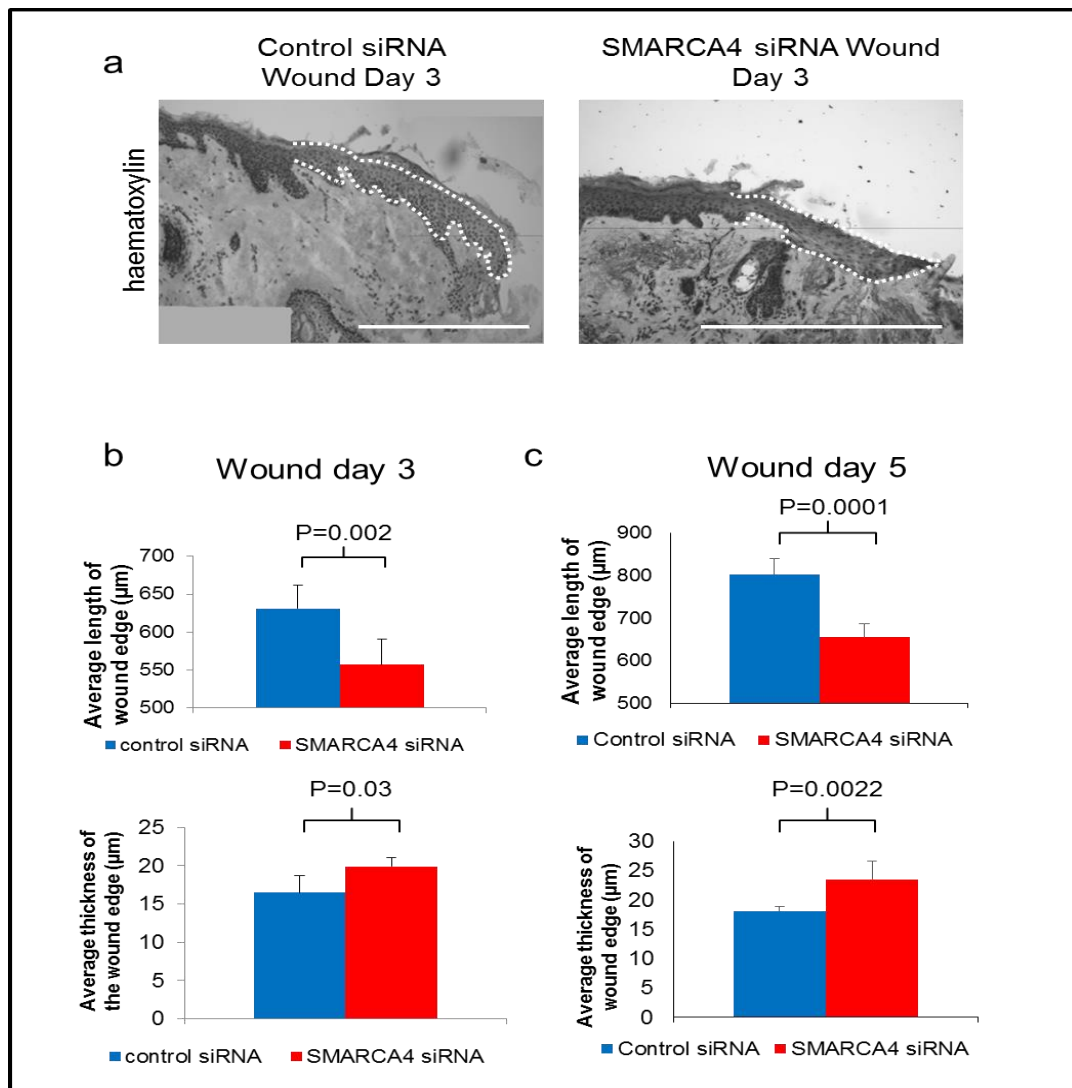 a
Control siRNA
Wound Day 3
SMARCA4 siRNA Wound
Day 3
haematoxylin
b
Wound day 3
P=0.002
Average length of
wound edge (µm)
700
650
600
550
500
control siRNA
SMARCA4 siRNA
P=0.03
Average thickness of
the wound edge (µm)
25
20
15
10
5
0
control siRNA
SMARCA4 siRNA
c
Wound day 5
P=0.0001
Average length of
wound edge (µm)
900
800
700
600
500
Control siRNA
SMARCA4 siRNA
P=0.0022
Average thickness of
wound edge (µm)
30
25
20
15
10
5
0
Control siRNA
SMARCA4 siRNA